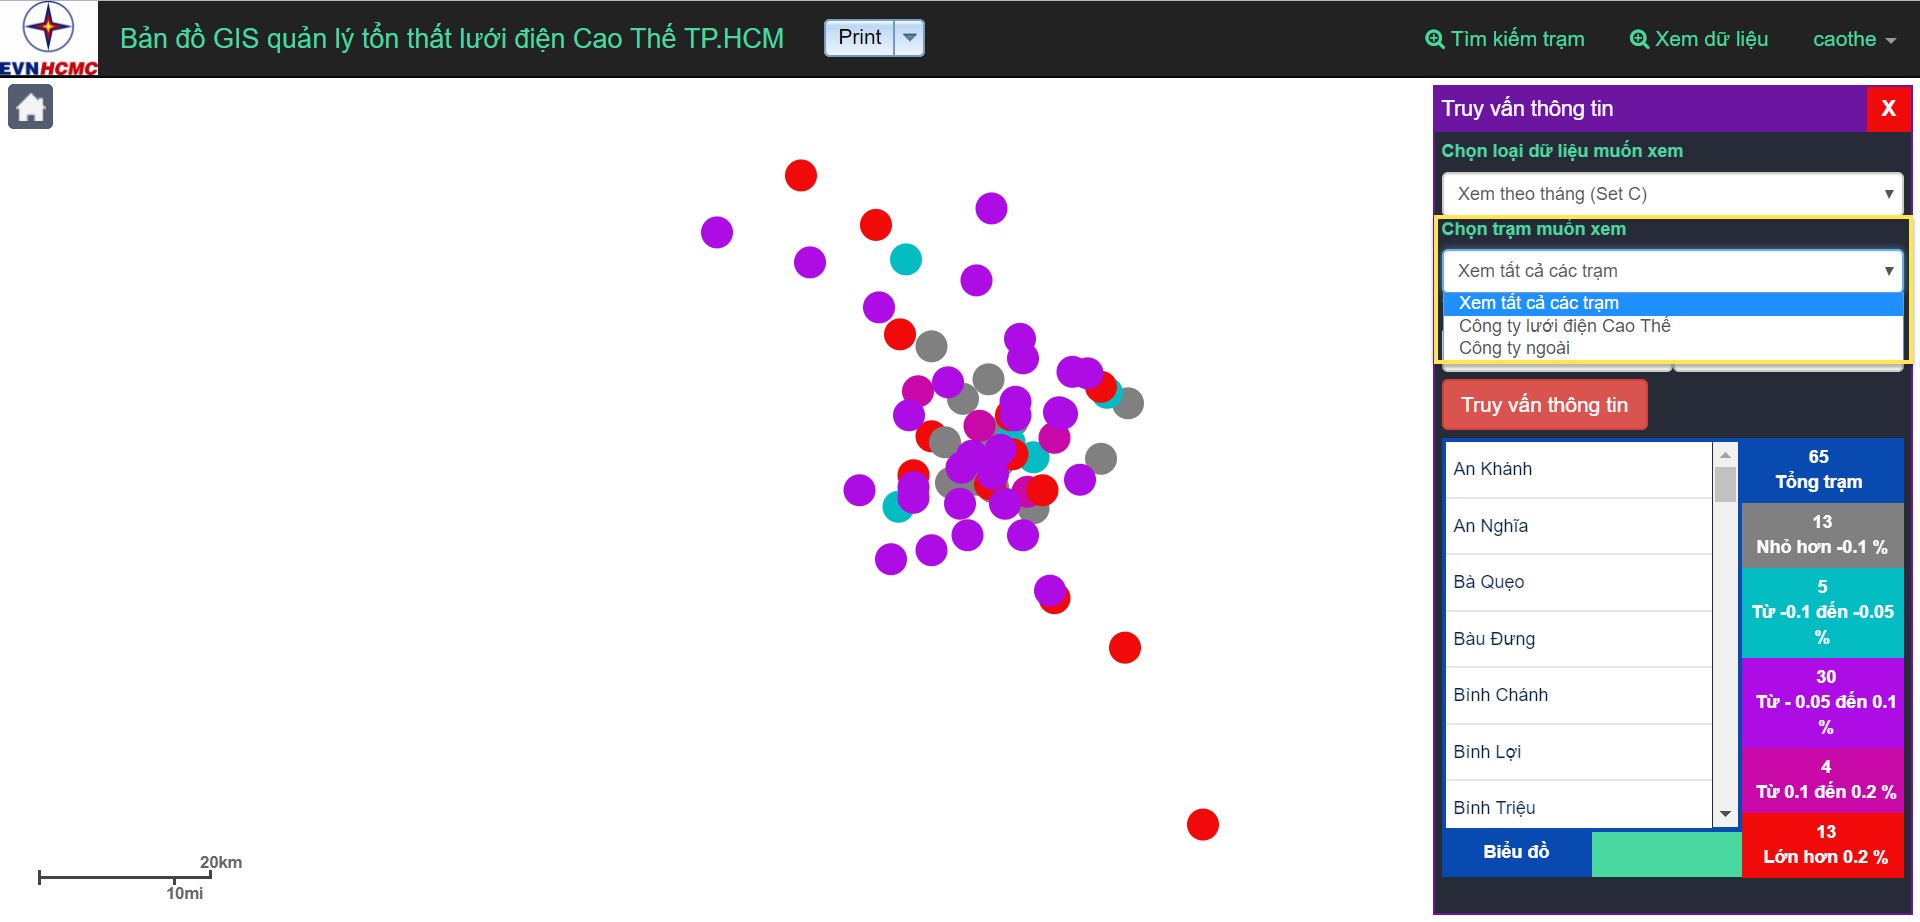 EVNHCMC
Bản đồ GIS quản lý tổn thất lưới điện Cao Thế TP.HCM
Print
Tìm kiếm trạm
Xem dữ liệu
caothe
Truy vấn thông tin
X
Chọn loại dữ liệu muốn xem
Xem theo tháng (Set C)
Chọn trạm muốn xem
Xem tất cả các trạm
Xem tất cả các trạm
Công ty lưới điện Cao Thế
Công ty ngoài
Truy vấn thông tin
An Khánh
An Nghĩa
Bà Quẹo
Bàu Đưng
Bình Chánh
Bình Lợi
Bình Triệu
65
Tổng trạm
13
Nhỏ hơn -0.1 %
5
Từ -0.1 đến -0.05
%
30
Từ - 0.05 đến 0.1
%
4
Từ 0.1 đến 0.2 %
13
Lớn hơn 0.2 %
Biểu đồ
20km
10mi